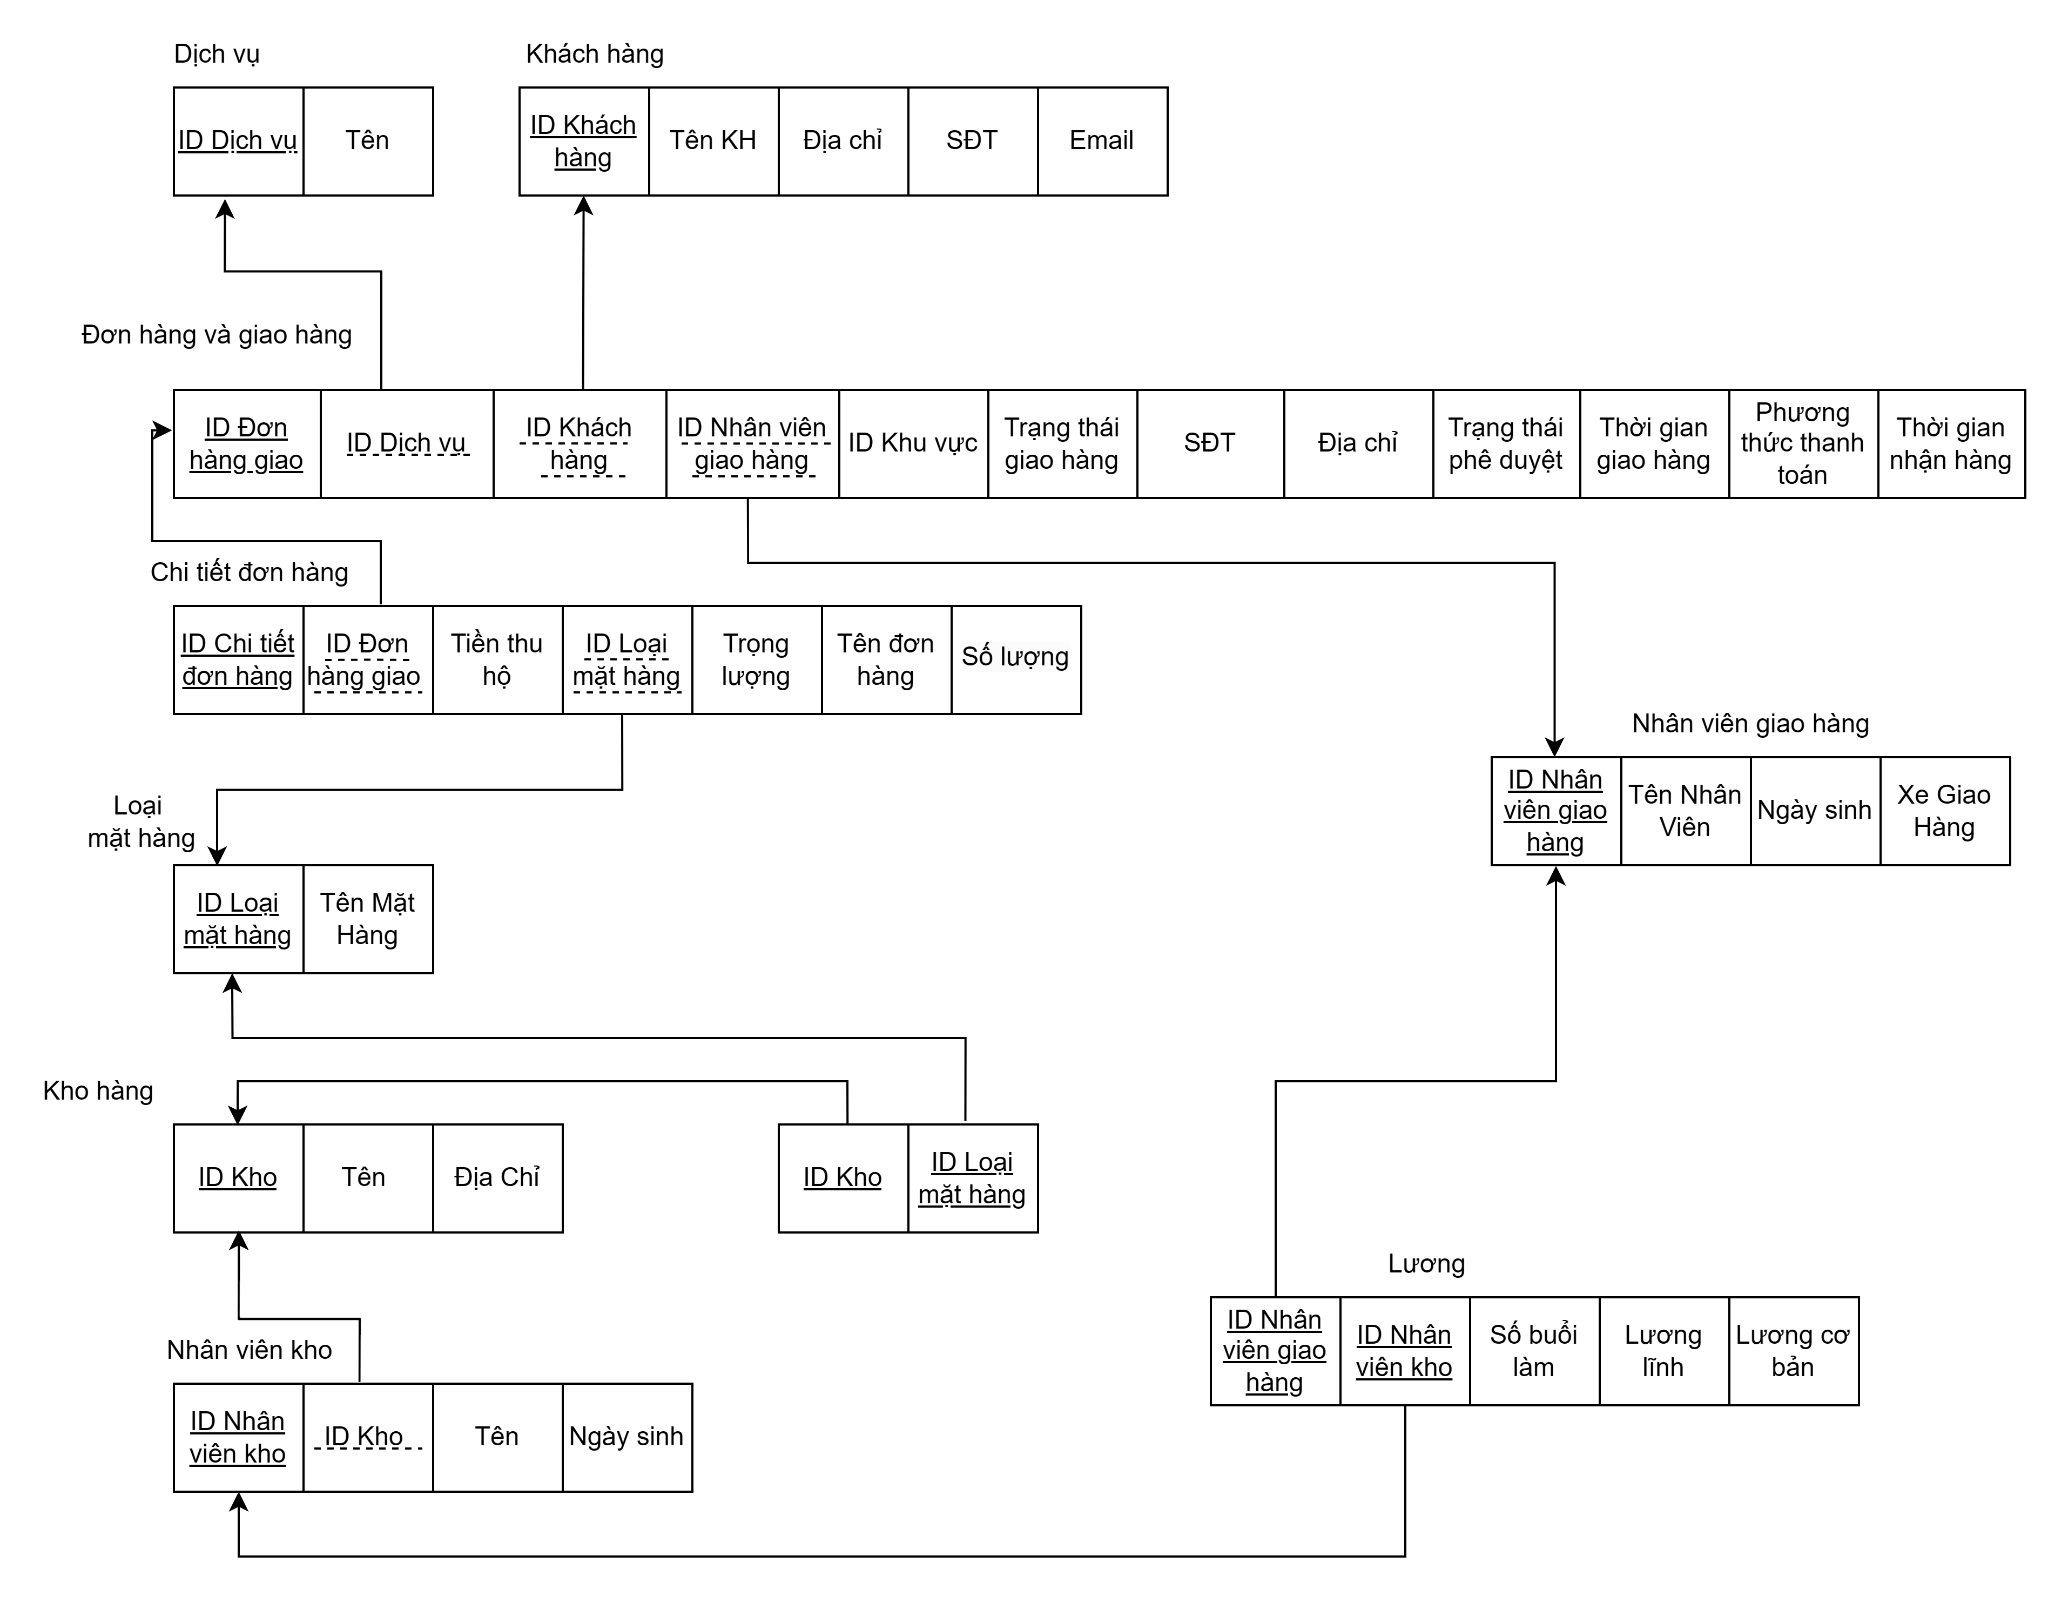 Dịch vụ
Khách hàng
ID Dịch vụ
Tên
ID Khách
hàng
Tên KH
Địa chỉ
SĐT
Email
Đơn hàng và giao hàng
ID Đơn
hàng giao
ID Dịch vụ
ID Khách
hàng
ID Nhân viên
giao hàng
ID Khu vực
Trạng thái
giao hàng
SĐT
Địa chỉ
Trạng thái
phê duyệt
Thời gian
giao hàng
Phương
thức thanh
toán
Thời gian
nhận hàng
Chi tiết đơn hàng
ID Chi tiết
đơn hàng
ID Đơn
hàng giao
Tiền thu
hộ
ID Loại
mặt hàng
Trọng
lượng
Tên đơn
hàng
Số lượng
Nhân viên giao hàng
ID Nhân
viên giao
hàng
Tên Nhân
Viên
Ngày sinh
Xe Giao
Hàng
Loại
mặt hàng
ID Loại
mặt hàng
Tên Mặt
Hàng
Kho hàng
ID Kho
Tên
Địa Chỉ
ID Kho
ID Loại
mặt hàng
Lương
ID Nhân
viên giao
hàng
ID Nhân
viên kho
Số buổi
làm
Lương
lĩnh
Lương cơ
bản
Nhân viên kho
ID Nhân
viên kho
ID Kho
Tên
Ngày sinh